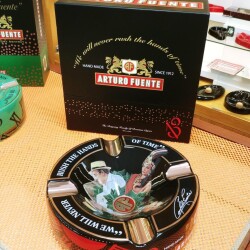 Fuente"
FUENTE
"We will never rush the hands of time."
HAND MADE
SINCE 1912
ARTURO FUENTE
RUSH THE HANDS
OF TIME"
"WE WILL NEVER